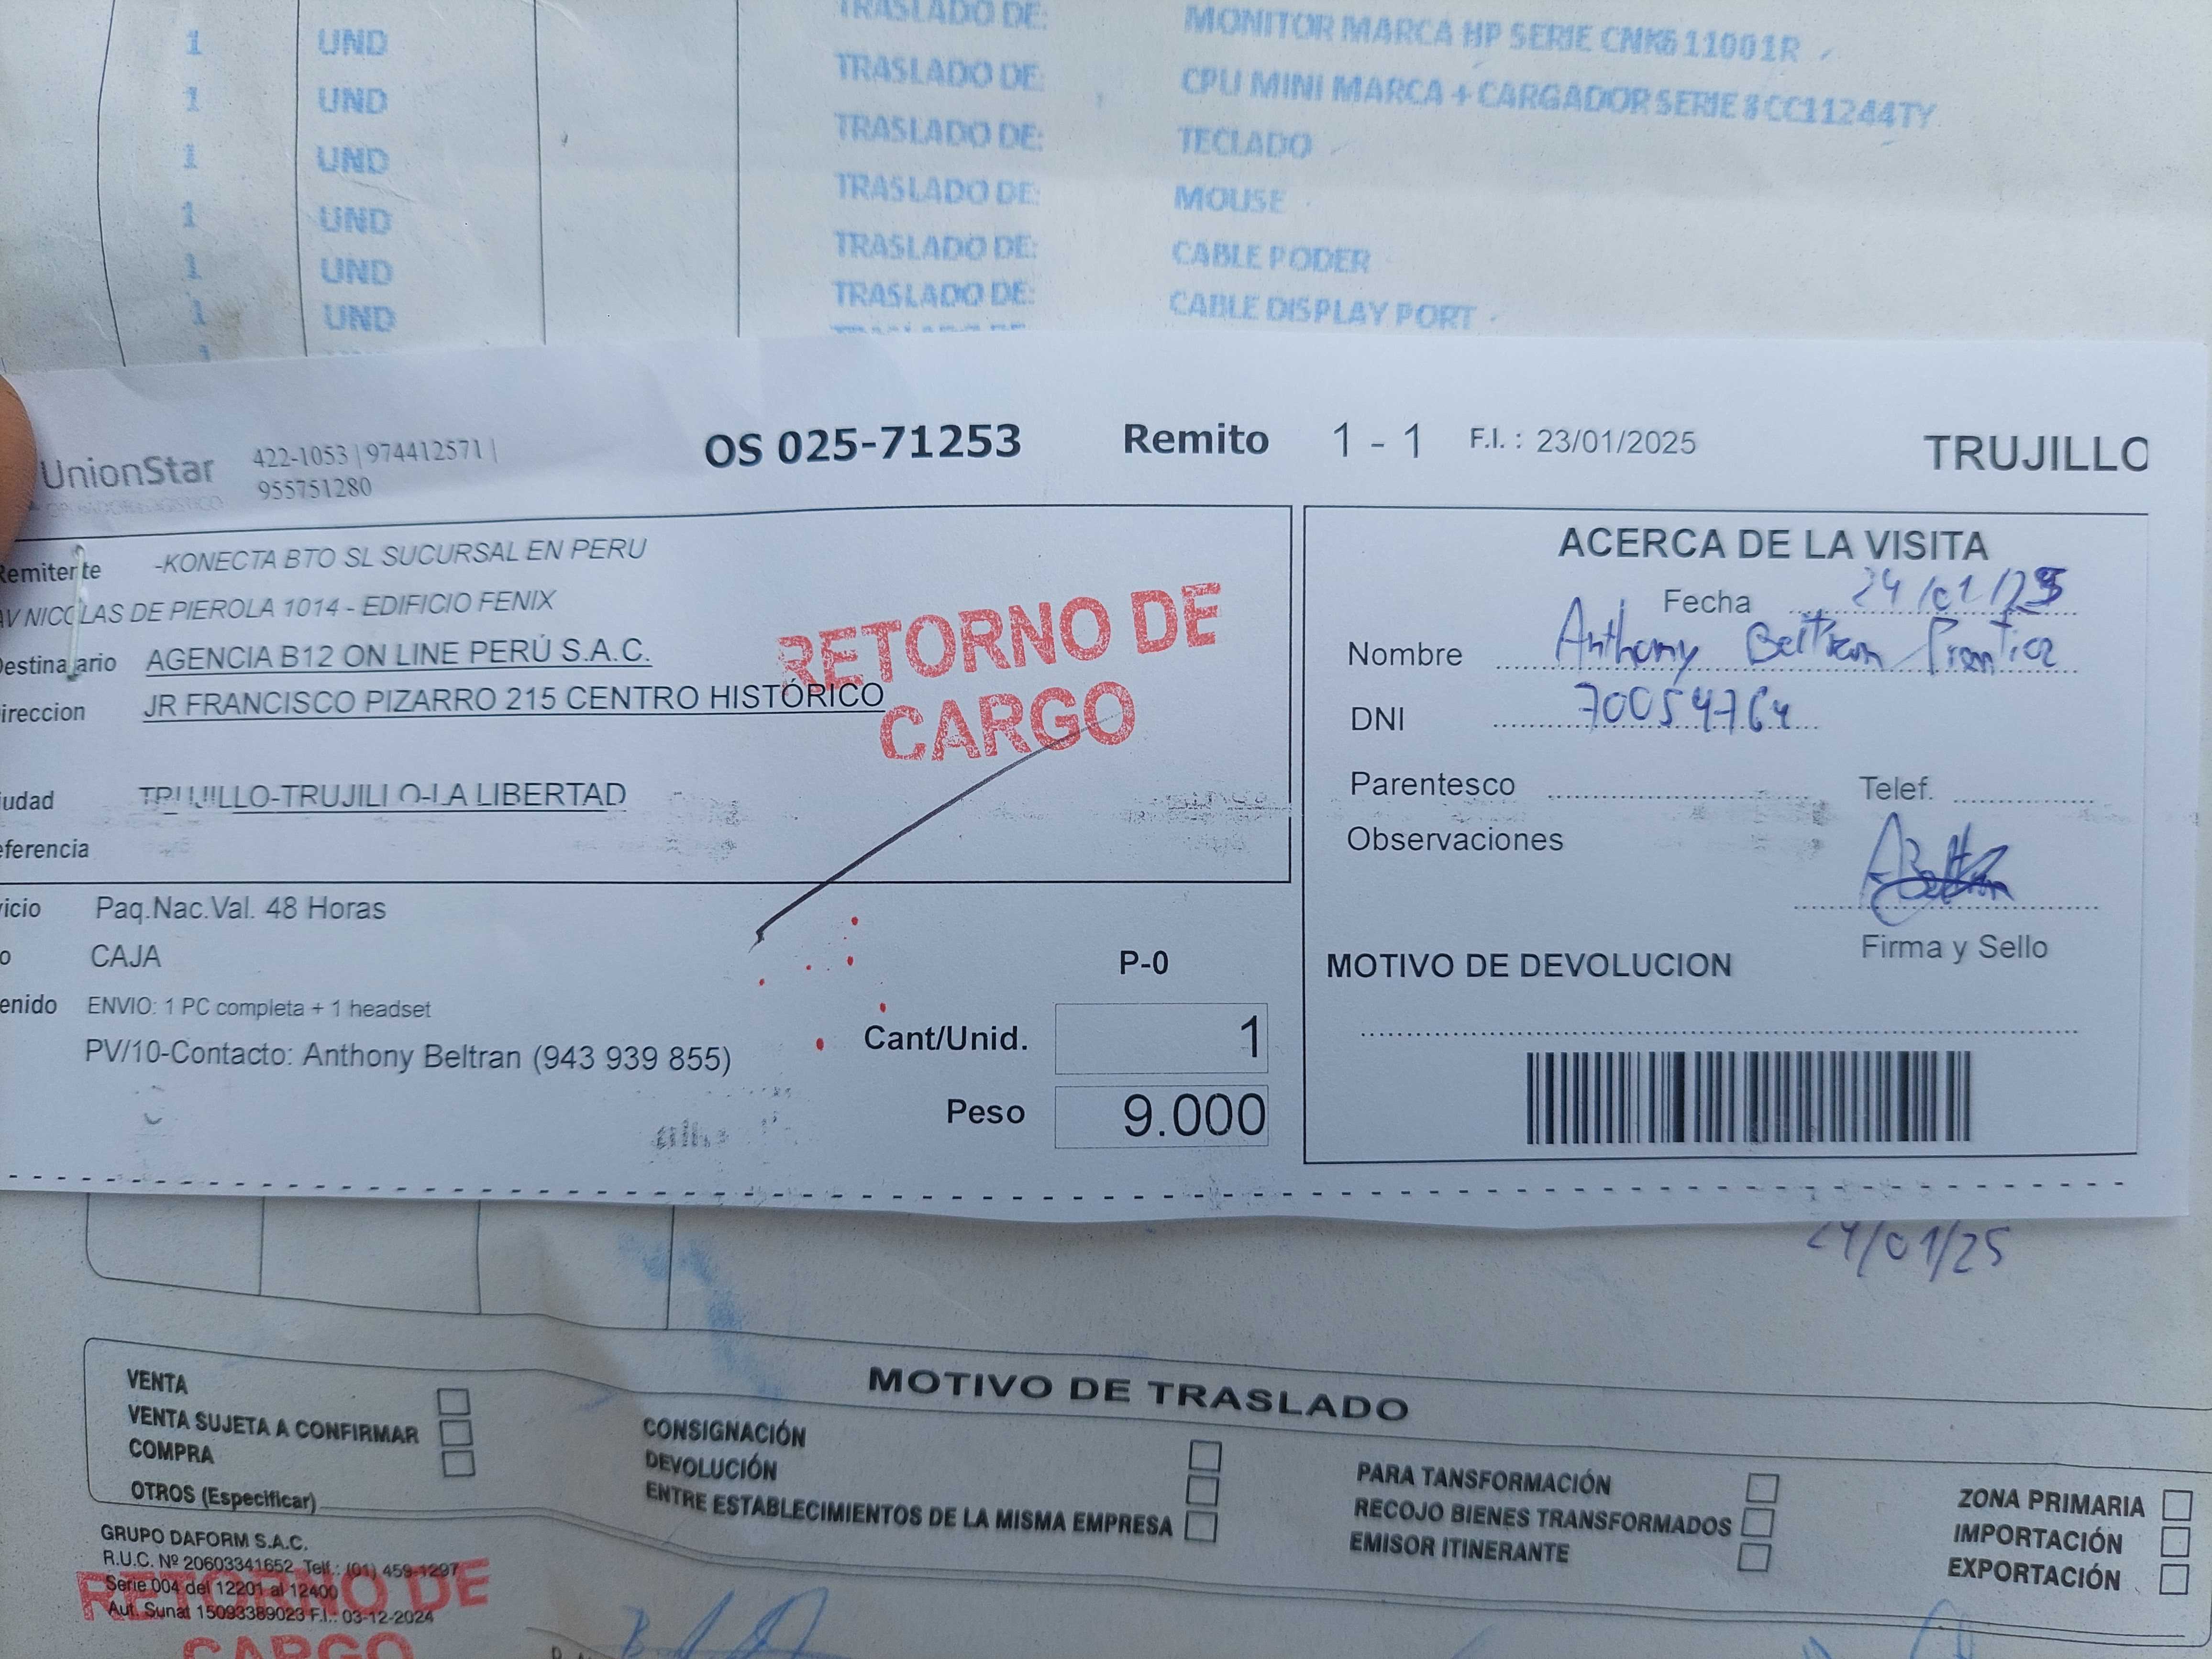 TRASLADO DE: MONITOR MARCA HP SERIE CNK611001R
1 UND TRASLADO DE: CPU MINI MARCA + CARGADOR SERIE 8CC11244TY
1 UND TRASLADO DE: TECLADO
1 UND TRASLADO DE: MOUSE
1 UND TRASLADO DE: CABLE PODER
1 UND TRASLADO DE: CABLE DISPLAY PORT
1 UND
UnionStar 422-1053 | 974412571 |
955751280
OS 025-71253 Remito 1 - 1 F.I. : 23/01/2025 TRUJILLO
Remitente -KONECTA BTO SL SUCURSAL EN PERU
AV NICOLAS DE PIEROLA 1014 - EDIFICIO FENIX
Destinatario AGENCIA B12 ON LINE PERÚ S.A.C.
ireccion JR FRANCISCO PIZARRO 215 CENTRO HISTÓRICO
RETORNO DE
CARGO
iudad TRUJILLO-TRUJILLO-LA LIBERTAD
eferencia
vicio Paq.Nac.Val. 48 Horas
o CAJA
enido ENVIO: 1 PC completa + 1 headset
PV/10-Contacto: Anthony Beltran (943 939 855)
P-0
Cant/Unid. 1
Peso 9.000
ACERCA DE LA VISITA
Fecha 24/01/25
Nombre Anthony Beltran
DNI 70054764
Parentesco Telef.
Observaciones
Firma y Sello
MOTIVO DE DEVOLUCION
24/01/25
MOTIVO DE TRASLADO
VENTA
VENTA SUJETA A CONFIRMAR
COMPRA
OTROS (Especificar)
CONSIGNACIÓN
DEVOLUCIÓN
ENTRE ESTABLECIMIENTOS DE LA MISMA EMPRESA
PARA TANSFORMACIÓN
RECOJO BIENES TRANSFORMADOS
EMISOR ITINERANTE
ZONA PRIMARIA
IMPORTACIÓN
EXPORTACIÓN
GRUPO DAFORM S.A.C.
R.U.C. Nº 20603341652 Telf.: (01) 459-1297
Serie 004 del 12201 al 12400
Aut. Sunat 15093389023 F.I.: 03-12-2024
RETORNO DE
CARGO